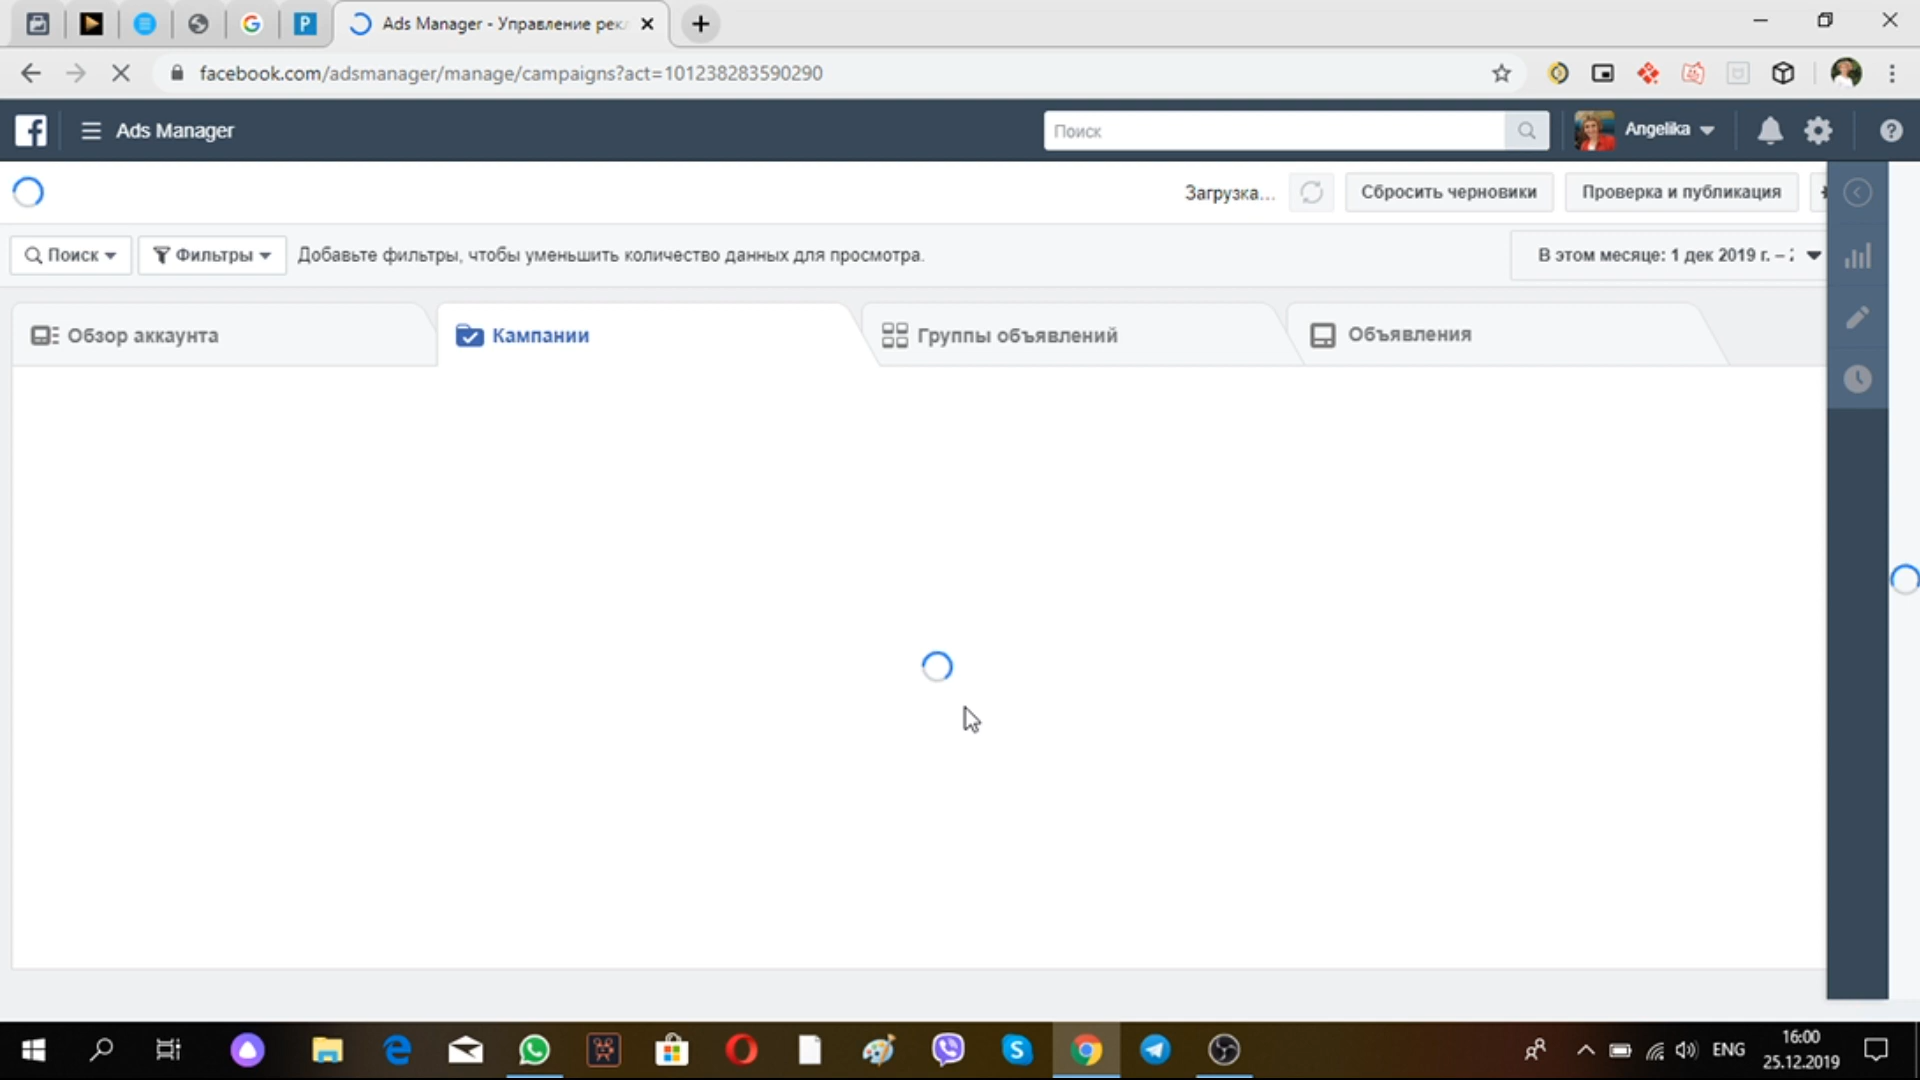 Ads Manager - Управление рек
facebook.com/adsmanager/manage/campaigns?act=101238283590290
Ads Manager
Поиск
Angelika
Загрузка...
Сбросить черновики
Проверка и публикация
Поиск
Фильтры
Добавьте фильтры, чтобы уменьшить количество данных для просмотра.
В этом месяце: 1 дек 2019 г. –
Обзор аккаунта
Кампании
Группы объявлений
Объявления
ENG
16:00
25.12.2019